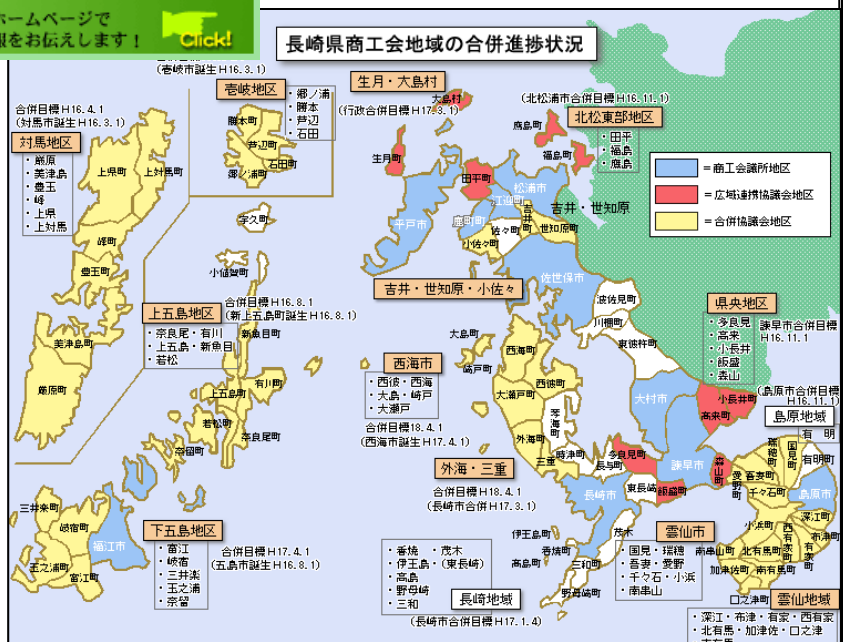 ホームページで
報をお伝えします！
Click!
長崎県商工会地域の合併進捗状況
(壱岐市誕生H16.3.1)
壱岐地区
・郷ノ浦
・勝本
・芦辺
・石田
勝本町
芦辺町
石田町
郷ノ浦町
合併目標H16.4.1
(対馬市誕生H16.3.1)
対馬地区
・厳原
・美津島
・豊玉
・峰
・上県
・上対馬
上県町
上対馬町
峰町
豊玉町
美津島町
厳原町
生月・大島村
(行政合併目標H17.3.1)
大島村
生月町
(北松浦市合併目標H16.11.1)
北松東部地区
・田平
・福島
・鷹島
鷹島町
福島町
=商工会議所地区
=広域連携協議会地区
=合併協議会地区
田平町
松浦市
江迎町
平戸市
鹿町町
吉井町
佐々町
世知原町
小佐々町
吉井・世知原
吉井・世知原・小佐々
佐世保市
波佐見町
川棚町
東彼杵町
宇久町
小値賀町
上五島地区
・奈良尾・有川
・上五島・新魚目
・若松
合併目標H16.8.1
(新上五島町誕生H16.8.1)
新魚目町
有川町
上五島町
若松町
奈良尾町
奈留町
西海市
・西彼・西海
・大島・崎戸
・大瀬戸
合併目標18.4.1
(西海市誕生H17.4.1)
大島町
崎戸町
西海町
西彼町
大瀬戸町
琴海町
外海町
三重
時津町
長与町
外海・三重
合併目標H18.4.1
(長崎市合併H17.3.1)
県央地区
・多良見
・高来
・小長井
・飯盛
・森山
諫早市合併目標
H16.11.1
大村市
小長井町
高来町
多良見町
諫早市
森山町
飯盛町
東長崎
長崎市
(島原市合併目標
H16.11.1)
島原地域
有明
瑞穂町
国見町
有明町
吾妻町
愛野町
千々石町
島原市
小浜町
深江町
布津町
西有家町
有家町
北有馬町
南有馬町
南串山町
加津佐町
口之津町
三井楽町
岐宿町
福江市
玉之浦町
富江町
下五島地区
・富江
・岐宿
・三井楽
・玉之浦
・奈留
合併目標H17.4.1
(五島市誕生H16.8.1)
伊王島町
香焼町
高島町
茂木
三和町
野母崎町
・香焼　・茂木
・伊王島・(東長崎)
・高島
・野母崎
・三和
長崎地域
(長崎市合併目標H17.1.4)
雲仙市
・国見・瑞穂
・吾妻・愛野
・千々石・小浜
・南串山
雲仙地域
・深江・布津・有家・西有家
・北有馬・加津佐・口之津